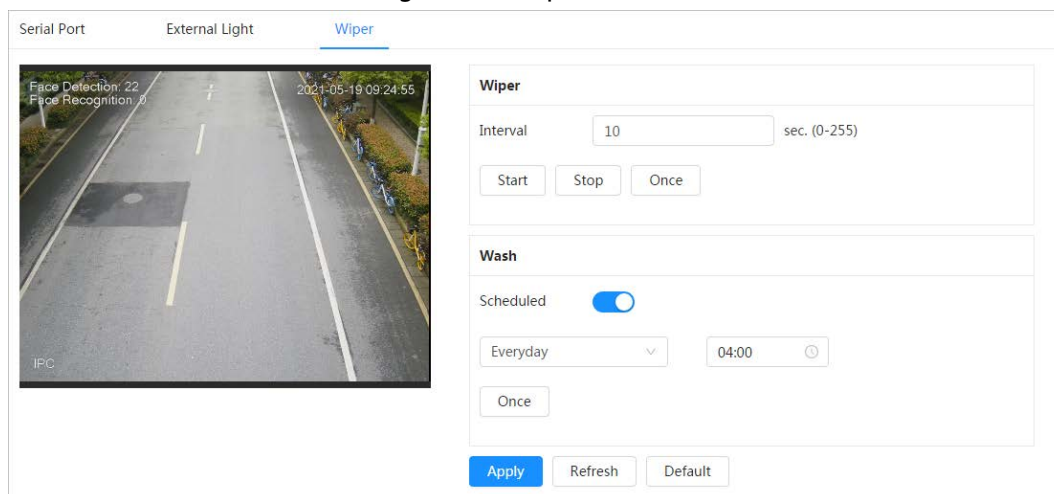 Serial Port External Light Wiper
Face Detection: 22
Face Recognition: 0
2021-05-19 09:24:55
IPC
Wiper
Interval 10 sec. (0-255)
Start Stop Once
Wash
Scheduled
Everyday 04:00
Once
Apply Refresh Default